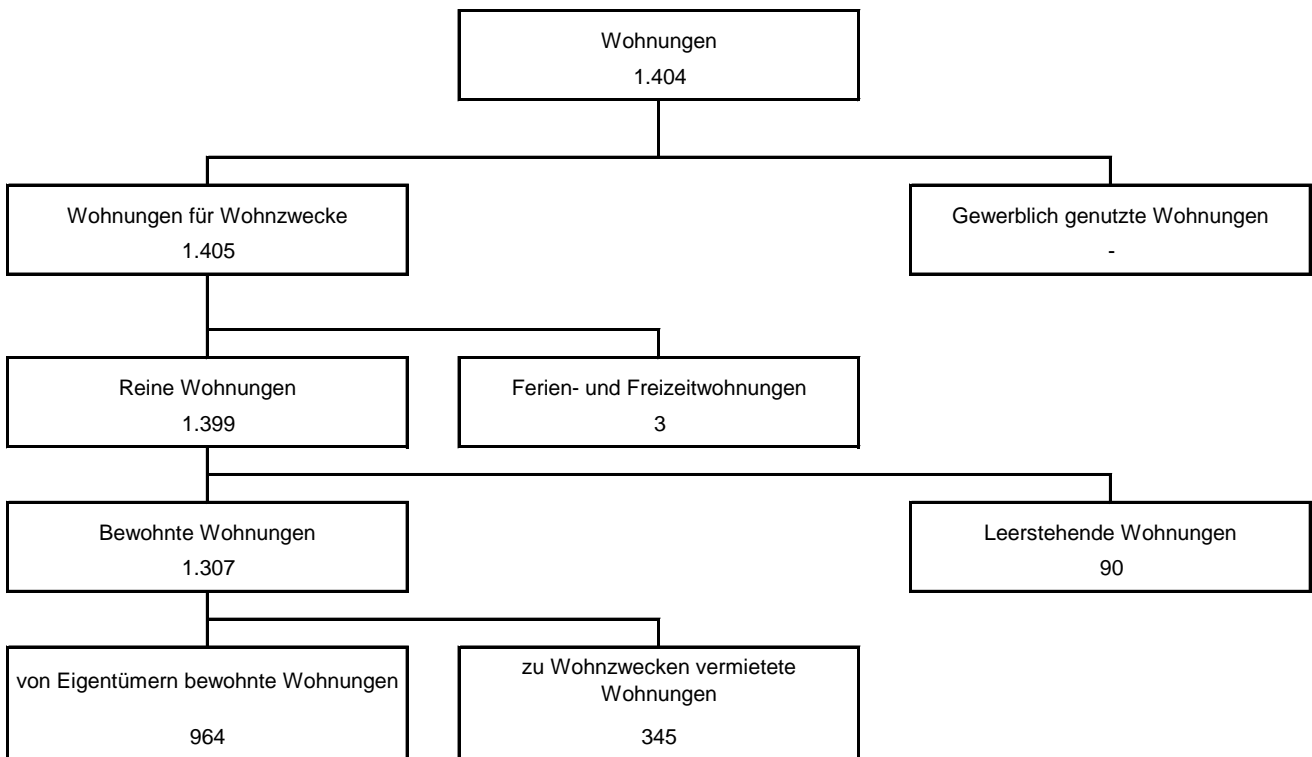 Wohnungen
1.404
Wohnungen für Wohnzwecke
1.405
Gewerblich genutzte Wohnungen
-
Reine Wohnungen
1.399
Ferien- und Freizeitwohnungen
3
Bewohnte Wohnungen
1.307
Leerstehende Wohnungen
90
von Eigentümern bewohnte Wohnungen
964
zu Wohnzwecken vermietete
Wohnungen
345